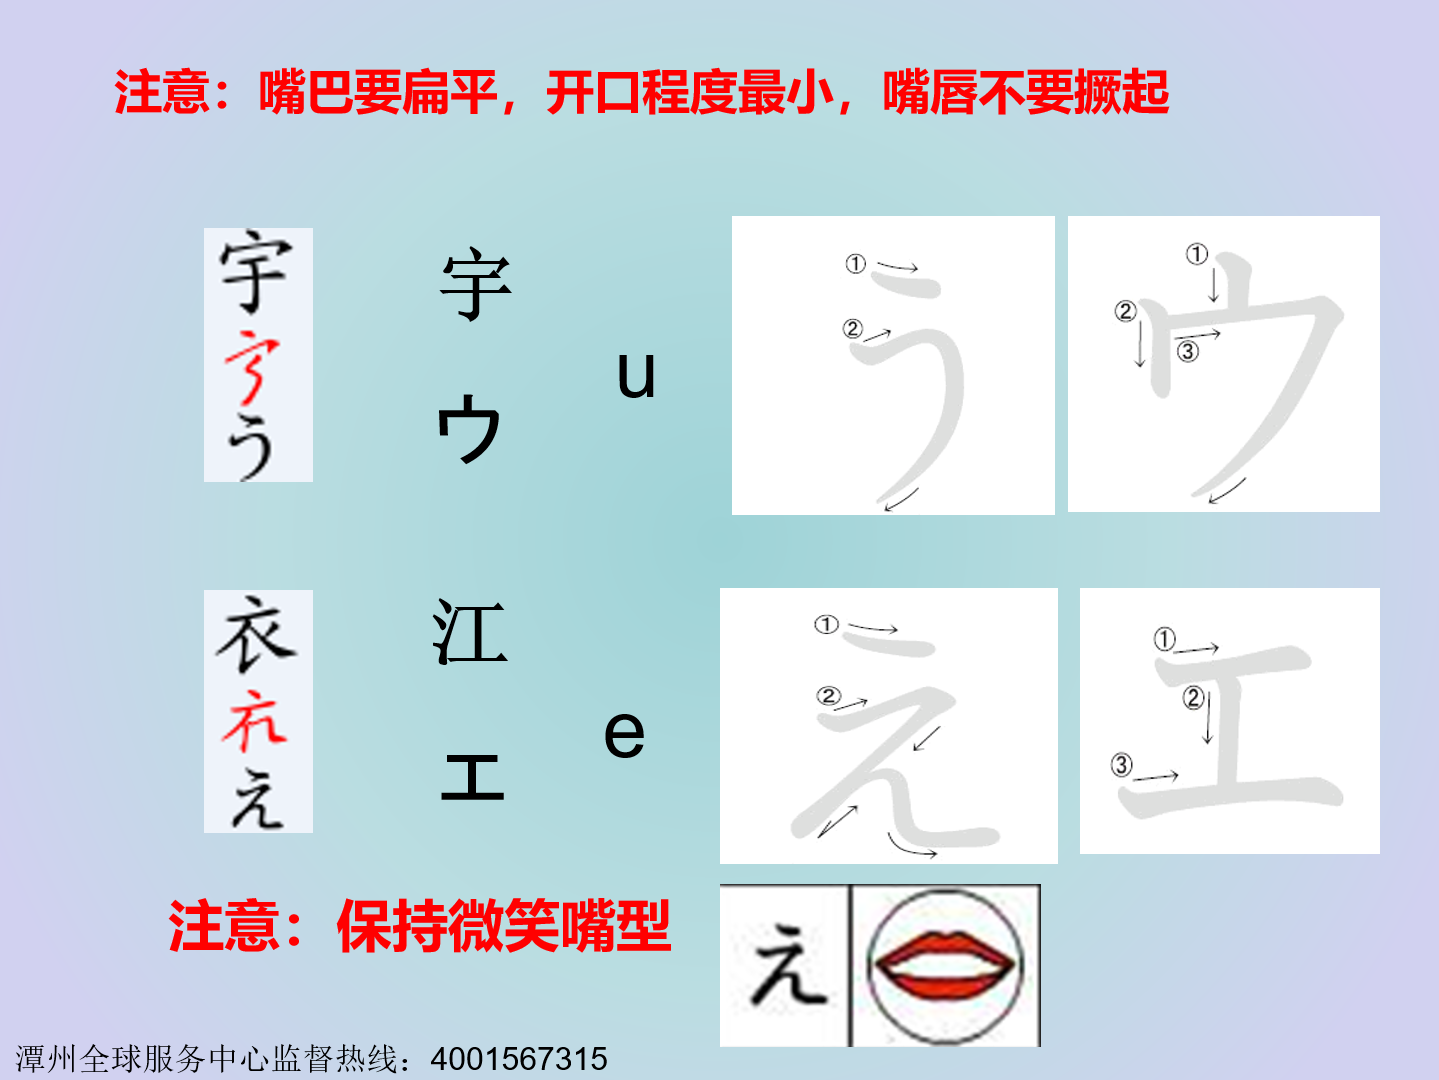 注意：嘴巴要扁平，开口程度最小，嘴唇不要撅起
宇
宇
う
宇
ウ
u
① ②
う
① ② ③
ウ
衣
衣
え
江
エ
e
① ②
え
① ② ③
エ
注意：保持微笑嘴型
え
潭州全球服务中心监督热线：4001567315